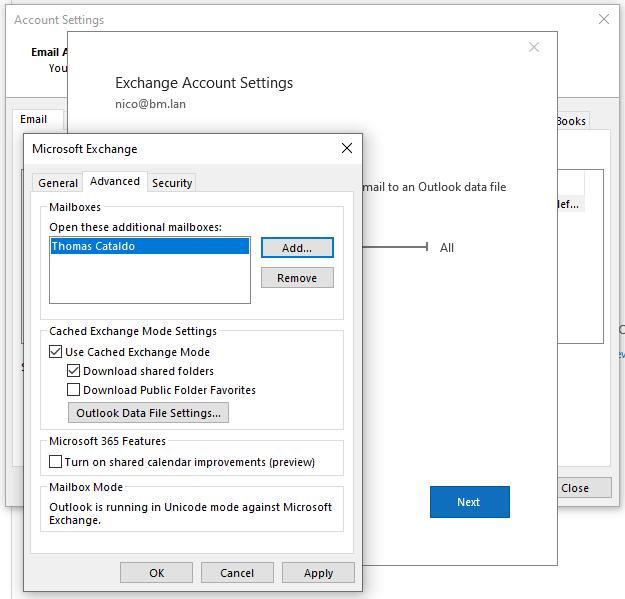 Account Settings
Email A
You
Email
Books
Exchange Account Settings
nico@bm.lan
mail to an Outlook data file
All
Next
Close
Microsoft Exchange
General
Advanced
Security
Mailboxes
Open these additional mailboxes:
Thomas Cataldo
Add...
Remove
Cached Exchange Mode Settings
Use Cached Exchange Mode
Download shared folders
Download Public Folder Favorites
Outlook Data File Settings...
Microsoft 365 Features
Turn on shared calendar improvements (preview)
Mailbox Mode
Outlook is running in Unicode mode against Microsoft
Exchange.
OK
Cancel
Apply